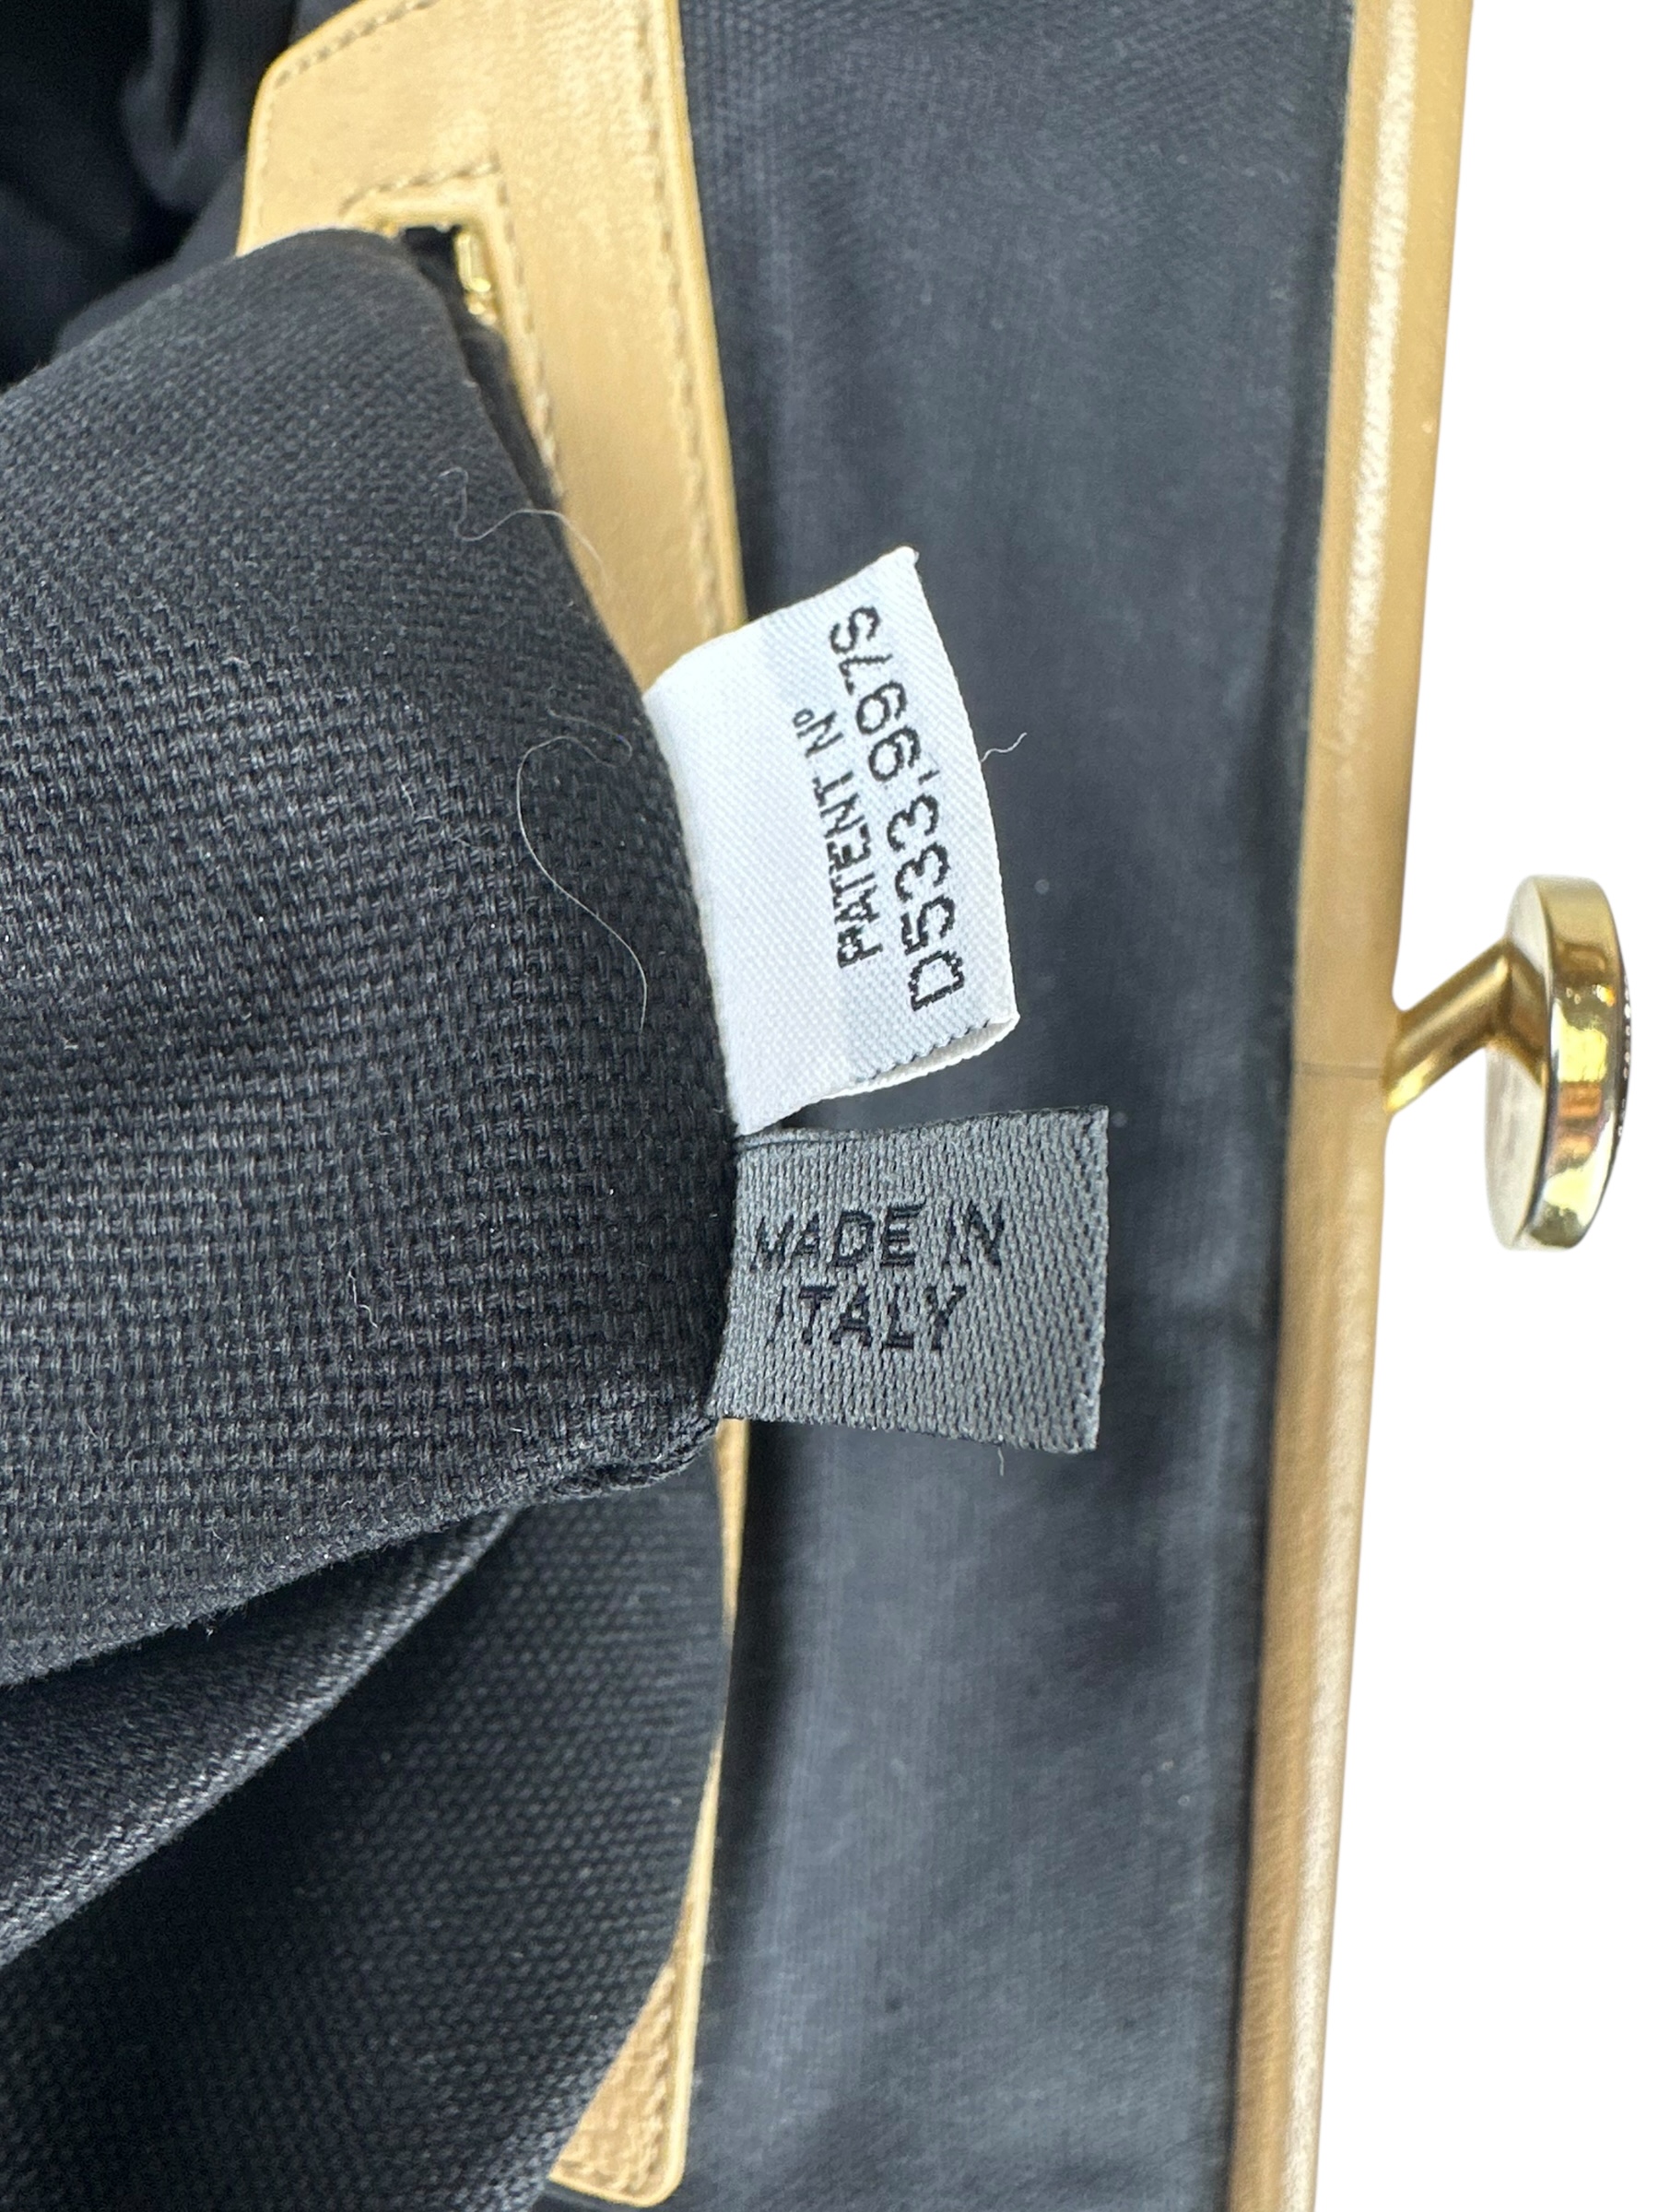 PATENT Nº
D533,997S
MADE IN
ITALY